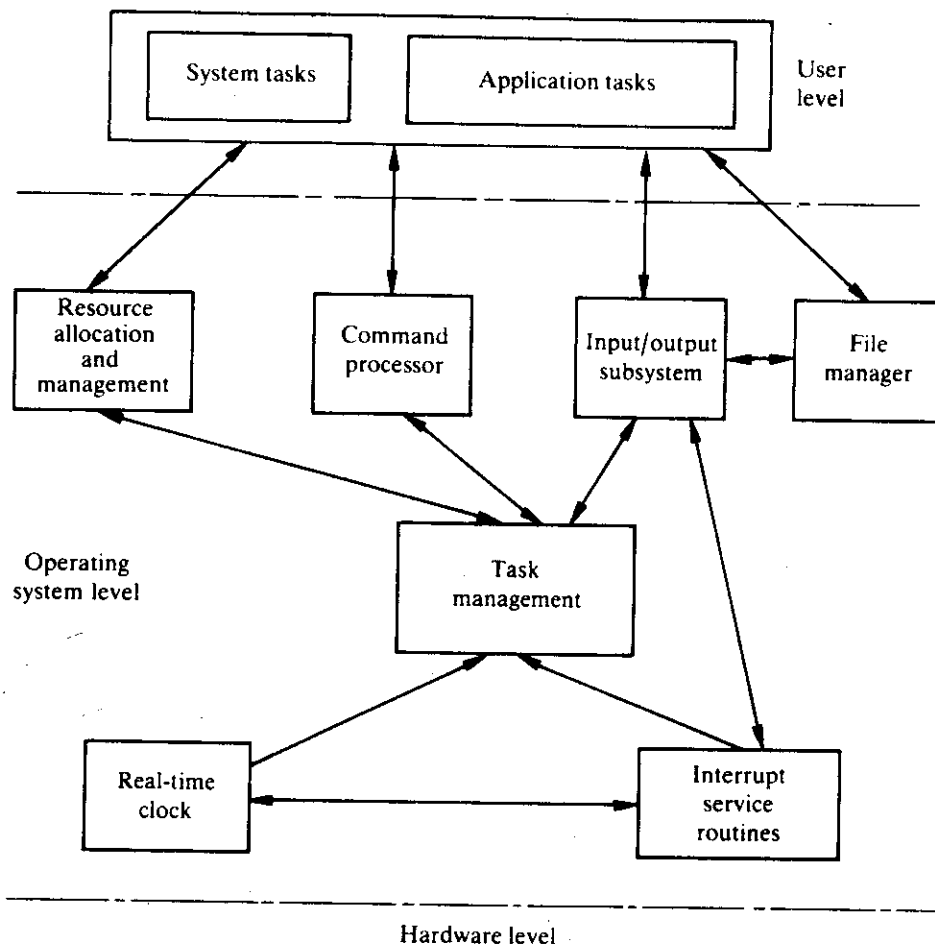 System tasks
Application tasks
User
level
Resource
allocation
and
management
Command
processor
Input/output
subsystem
File
manager
Operating
system level
Task
management
Real-time
clock
Interrupt
service
routines
Hardware level